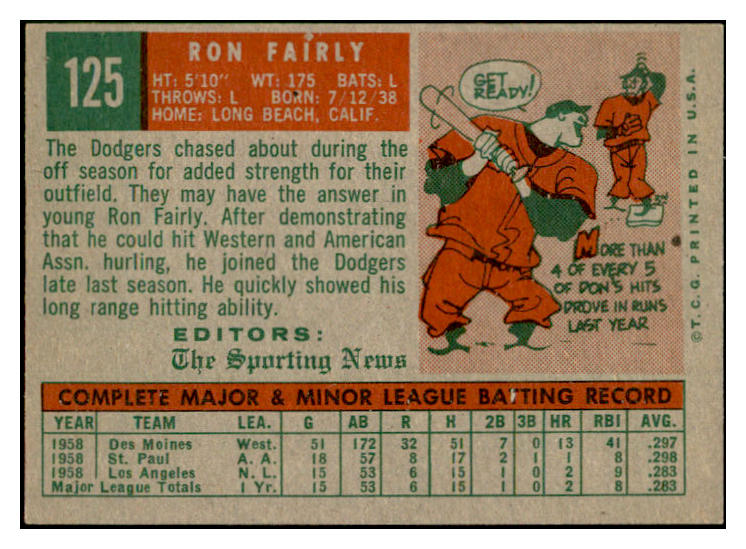 125
RON FAIRLY
HT: 5'10" WT: 175 BATS: L
THROWS: L BORN: 7/12/38
HOME: LONG BEACH, CALIF.
The Dodgers chased about during the
off season for added strength for their
outfield. They may have the answer in
young Ron Fairly. After demonstrating
that he could hit Western and American
Assn. hurling, he joined the Dodgers
late last season. He quickly showed his
long range hitting ability.
EDITORS:
The Sporting News
GET
READY!
MORE THAN
4 OF EVERY 5
OF DON'S HITS
DROVE IN RUNS
LAST YEAR
©T.C.G. PRINTED IN U.S.A.
COMPLETE MAJOR & MINOR LEAGUE BATTING RECORD
YEAR TEAM LEA. G AB R H 2B 3B HR RBI AVG.
1958 Des Moines West. 51 172 32 51 7 0 13 41 .297
1958 St. Paul A. A. 18 57 8 17 2 1 1 8 .298
1958 Los Angeles N. L. 15 53 6 15 1 0 2 9 .283
Major League Totals 1 Yr. 15 53 6 15 1 0 2 8 .283